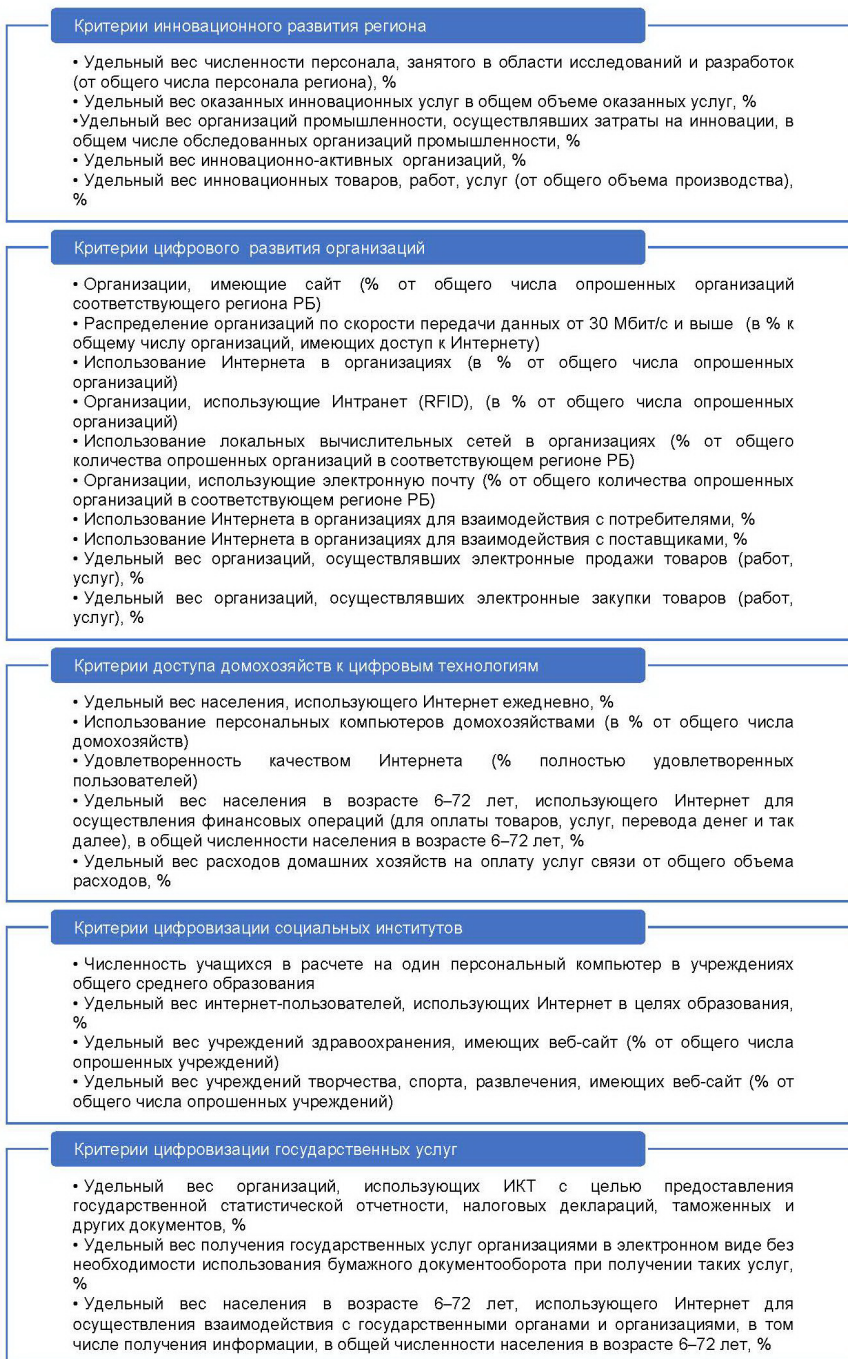 Критерии инновационного развития региона
• Удельный вес численности персонала, занятого в области исследований и разработок
(от общего числа персонала региона), %
• Удельный вес оказанных инновационных услуг в общем объеме оказанных услуг, %
•Удельный вес организаций промышленности, осуществлявших затраты на инновации, в
общем числе обследованных организаций промышленности, %
• Удельный вес инновационно-активных организаций, %
• Удельный вес инновационных товаров, работ, услуг (от общего объема производства),
%
Критерии цифрового развития организаций
• Организации, имеющие сайт (% от общего числа опрошенных организаций
соответствующего региона РБ)
• Распределение организаций по скорости передачи данных от 30 Мбит/с и выше (в % к
общему числу организаций, имеющих доступ к Интернету)
• Использование Интернета в организациях (в % от общего числа опрошенных
организаций)
• Организации, использующие Интранет (RFID), (в % от общего числа опрошенных
организаций)
• Использование локальных вычислительных сетей в организациях (% от общего
количества опрошенных организаций в соответствующем регионе РБ)
• Организации, использующие электронную почту (% от общего количества опрошенных
организаций в соответствующем регионе РБ)
• Использование Интернета в организациях для взаимодействия с потребителями, %
• Использование Интернета в организациях для взаимодействия с поставщиками, %
• Удельный вес организаций, осуществлявших электронные продажи товаров (работ,
услуг), %
• Удельный вес организаций, осуществлявших электронные закупки товаров (работ,
услуг), %
Критерии доступа домохозяйств к цифровым технологиям
• Удельный вес населения, использующего Интернет ежедневно, %
• Использование персональных компьютеров домохозяйствами (в % от общего числа
домохозяйств)
• Удовлетворенность качеством Интернета (% полностью удовлетворенных
пользователей)
• Удельный вес населения в возрасте 6–72 лет, использующего Интернет для
осуществления финансовых операций (для оплаты товаров, услуг, перевода денег и так
далее), в общей численности населения в возрасте 6–72 лет, %
• Удельный вес расходов домашних хозяйств на оплату услуг связи от общего объема
расходов, %
Критерии цифровизации социальных институтов
• Численность учащихся в расчете на один персональный компьютер в учреждениях
общего среднего образования
• Удельный вес интернет-пользователей, использующих Интернет в целях образования,
%
• Удельный вес учреждений здравоохранения, имеющих веб-сайт (% от общего числа
опрошенных учреждений)
• Удельный вес учреждений творчества, спорта, развлечения, имеющих веб-сайт (% от
общего числа опрошенных учреждений)
Критерии цифровизации государственных услуг
• Удельный вес организаций, использующих ИКТ с целью предоставления
государственной статистической отчетности, налоговых деклараций, таможенных и
других документов, %
• Удельный вес получения государственных услуг организациями в электронном виде без
необходимости использования бумажного документооборота при получении таких услуг,
%
• Удельный вес населения в возрасте 6–72 лет, использующего Интернет для
осуществления взаимодействия с государственными органами и организациями, в том
числе получения информации, в общей численности населения в возрасте 6–72 лет, %